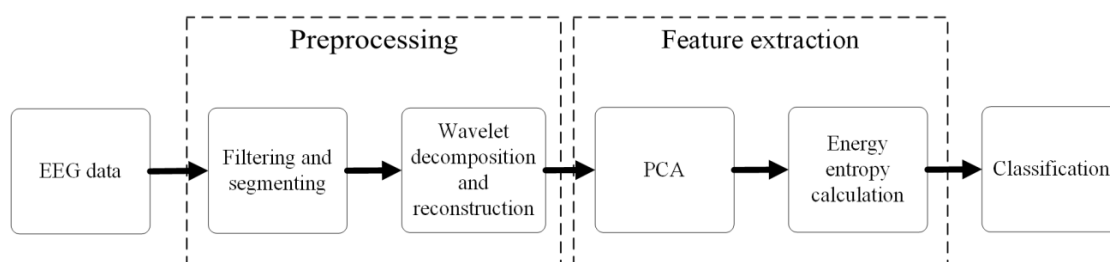 Preprocessing
Feature extraction
EEG data
Filtering and
segmenting
Wavelet
decomposition
and
reconstruction
PCA
Energy
entropy
calculation
Classification